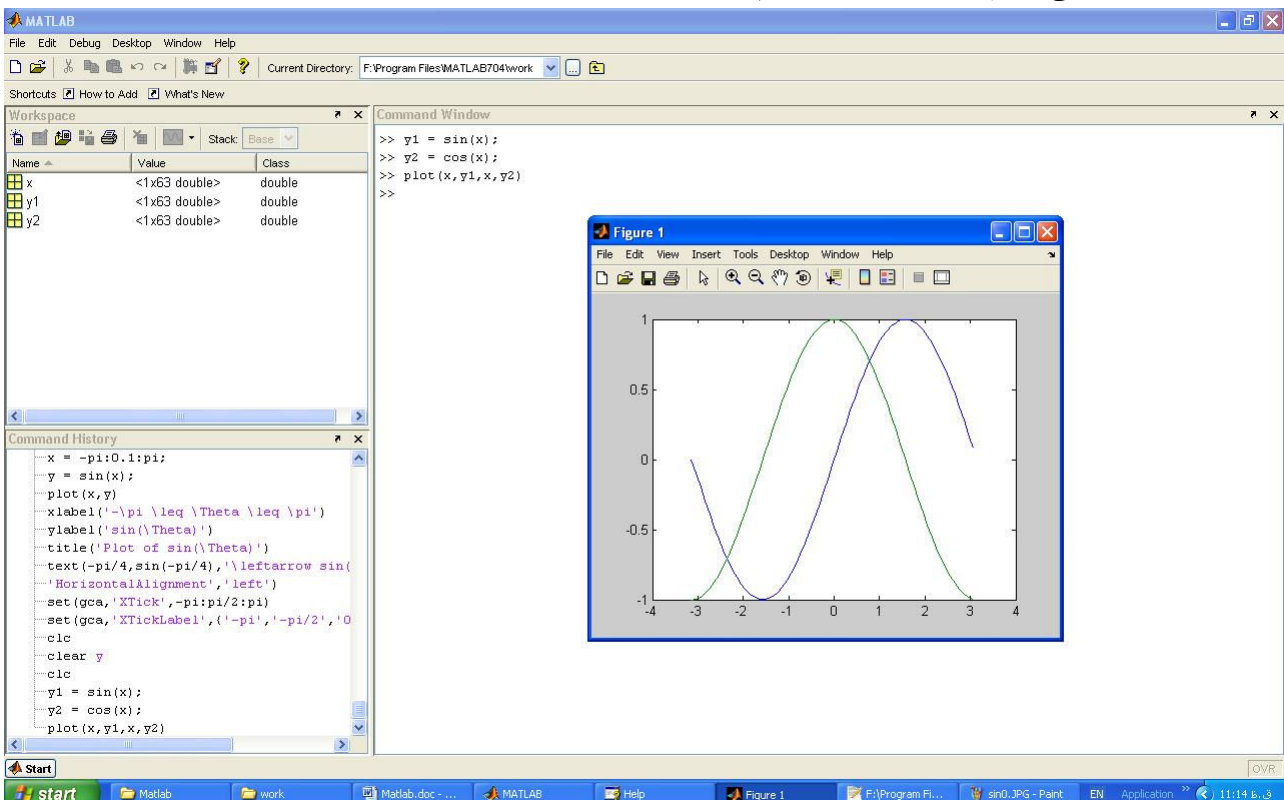 MATLAB
File Edit Debug Desktop Window Help
Current Directory: F:\Program Files\MATLAB704\work
Shortcuts How to Add What's New
Workspace
Stack: Base
Name Value Class
x <1x63 double> double
y1 <1x63 double> double
y2 <1x63 double> double
Command History
x = -pi:0.1:pi;
y = sin(x);
plot(x,y)
xlabel('-\pi \leq \Theta \leq \pi')
ylabel('sin(\Theta)')
title('Plot of sin(\Theta)')
text(-pi/4,sin(-pi/4),'\leftarrow sin(
'HorizontalAlignment','left')
set(gca,'XTick',-pi:pi/2:pi)
set(gca,'XTickLabel',{'-pi','-pi/2','0
clc
clear y
clc
y1 = sin(x);
y2 = cos(x);
plot(x,y1,x,y2)
Command Window
>> y1 = sin(x);
>> y2 = cos(x);
>> plot(x,y1,x,y2)
>>
Figure 1
File Edit View Insert Tools Desktop Window Help
1
0.5
0
-0.5
-1
-4 -3 -2 -1 0 1 2 3 4
Start
OVR
start Matlab work Matlab.doc - ... MATLAB Help Figure 1 F:\Program Fi... sin0.JPG - Paint EN Application » 11:14 ق.ظ